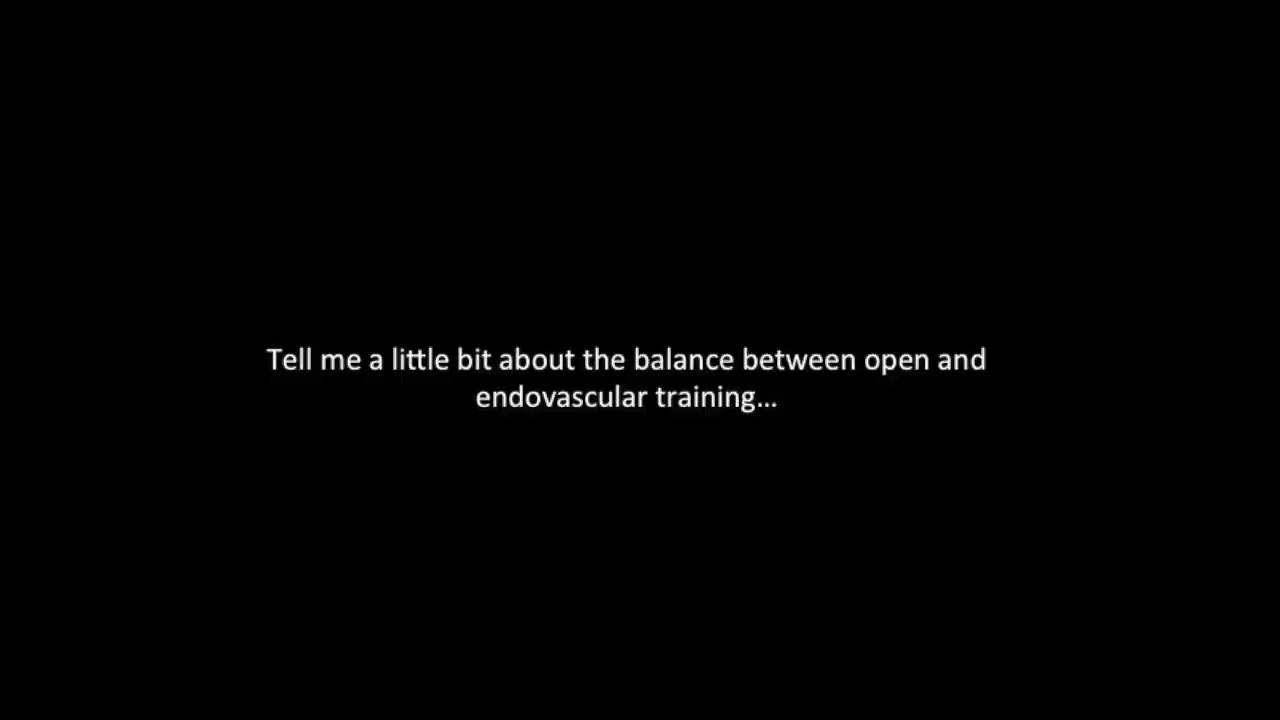 Tell me a little bit about the balance between open and
endovascular training...